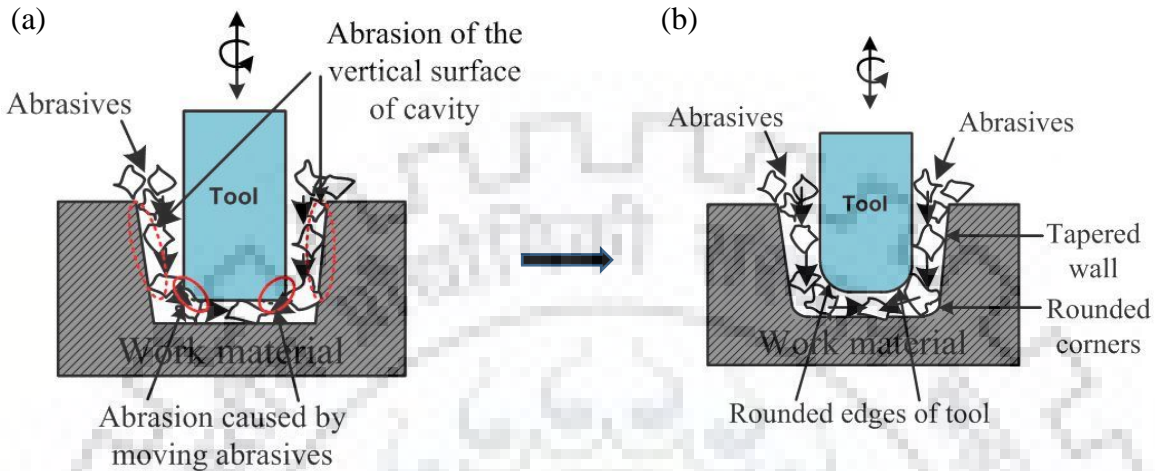 (a)
Abrasion of the
vertical surface
of cavity
Abrasives
Tool
Work material
Abrasion caused by
moving abrasives
(b)
Abrasives
Abrasives
Tool
Tapered
wall
Rounded
corners
Work material
Rounded edges of tool